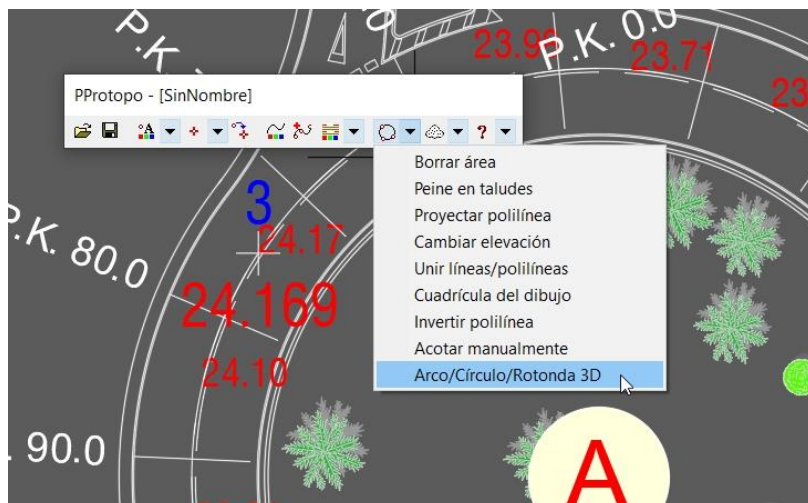 P.K.
P.K. 0.0
23.71
23
PProtopo - [SinNombre]
A
?
Borrar área
Peine en taludes
Proyectar polilínea
Cambiar elevación
Unir líneas/polilíneas
Cuadrícula del dibujo
Invertir polilínea
Acotar manualmente
Arco/Círculo/Rotonda 3D
3
24.17
P.K. 80.0
24.169
24.10
. 90.0
A